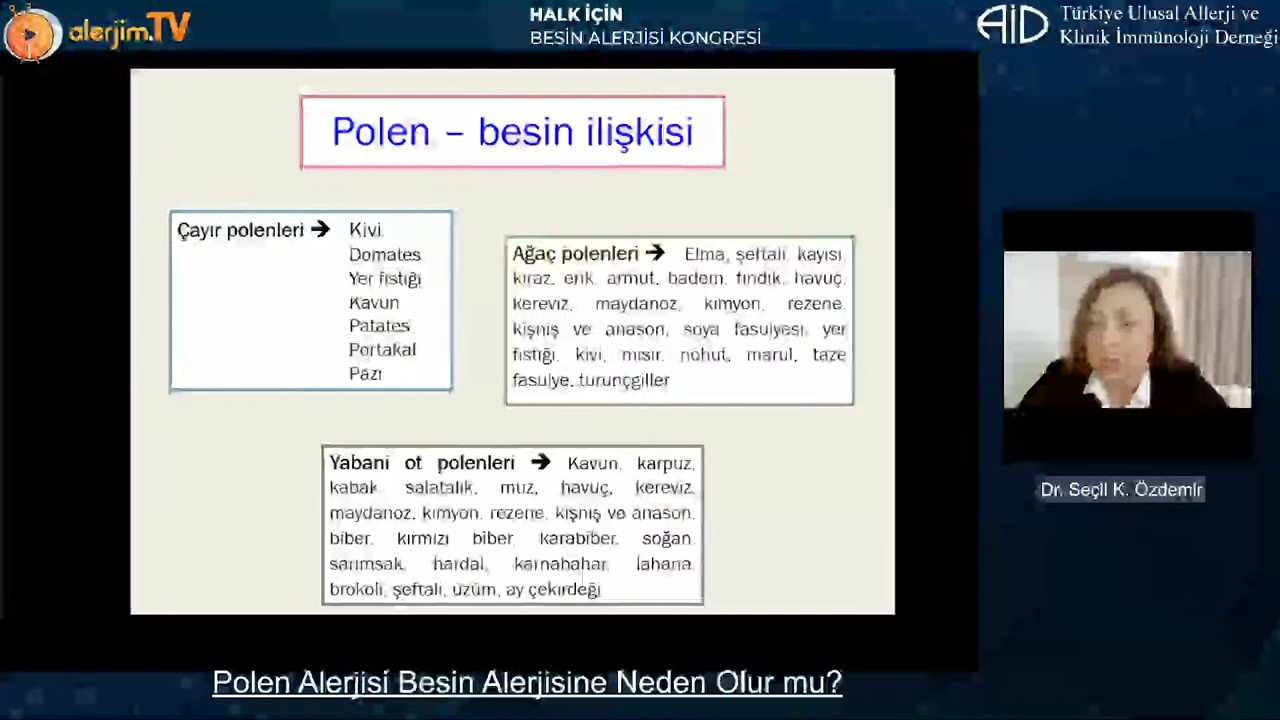 alerjim.TV
HALK İÇİN
BESİN ALERJİSİ KONGRESİ
AİD
Türkiye Ulusal Allerji ve
Klinik İmmünoloji Derneği
Polen – besin ilişkisi
Çayır polenleri → Kivi
Domates
Yer fıstığı
Kavun
Patates
Portakal
Pazı
Ağaç polenleri → Elma, şeftali, kayısı,
kiraz, erik, armut, badem, fındık, havuç,
kereviz, maydanoz, kimyon, rezene,
kişniş ve anason, soya fasulyesi, yer
fıstığı, kivi, mısır, nohut, marul, taze
fasulye, turunçgiller
Yabani ot polenleri → Kavun, karpuz,
kabak, salatalık, muz, havuç, kereviz,
maydanoz, kimyon, rezene, kişniş ve anason,
biber, kırmızı biber, karabiber, soğan,
sarımsak, hardal, karnabahar, lahana,
brokoli, şeftali, üzüm, ay çekirdeği
Dr. Seçil K. Özdemir
Polen Alerjisi Besin Alerjisine Neden Olur mu?